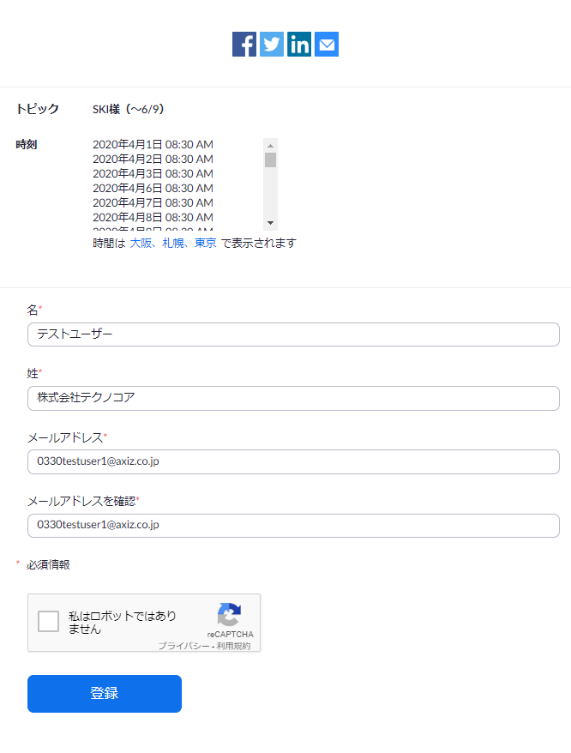 トピック SKI様（～6/9）
時刻 2020年4月1日 08:30 AM
2020年4月2日 08:30 AM
2020年4月3日 08:30 AM
2020年4月6日 08:30 AM
2020年4月7日 08:30 AM
2020年4月8日 08:30 AM
時間は 大阪、札幌、東京 で表示されます
名*
テストユーザー
姓*
株式会社テクノコア
メールアドレス*
0330testuser1@axiz.co.jp
メールアドレスを確認*
0330testuser1@axiz.co.jp
* 必須情報
私はロボットではあり
ません
reCAPTCHA
プライバシー - 利用規約
登録